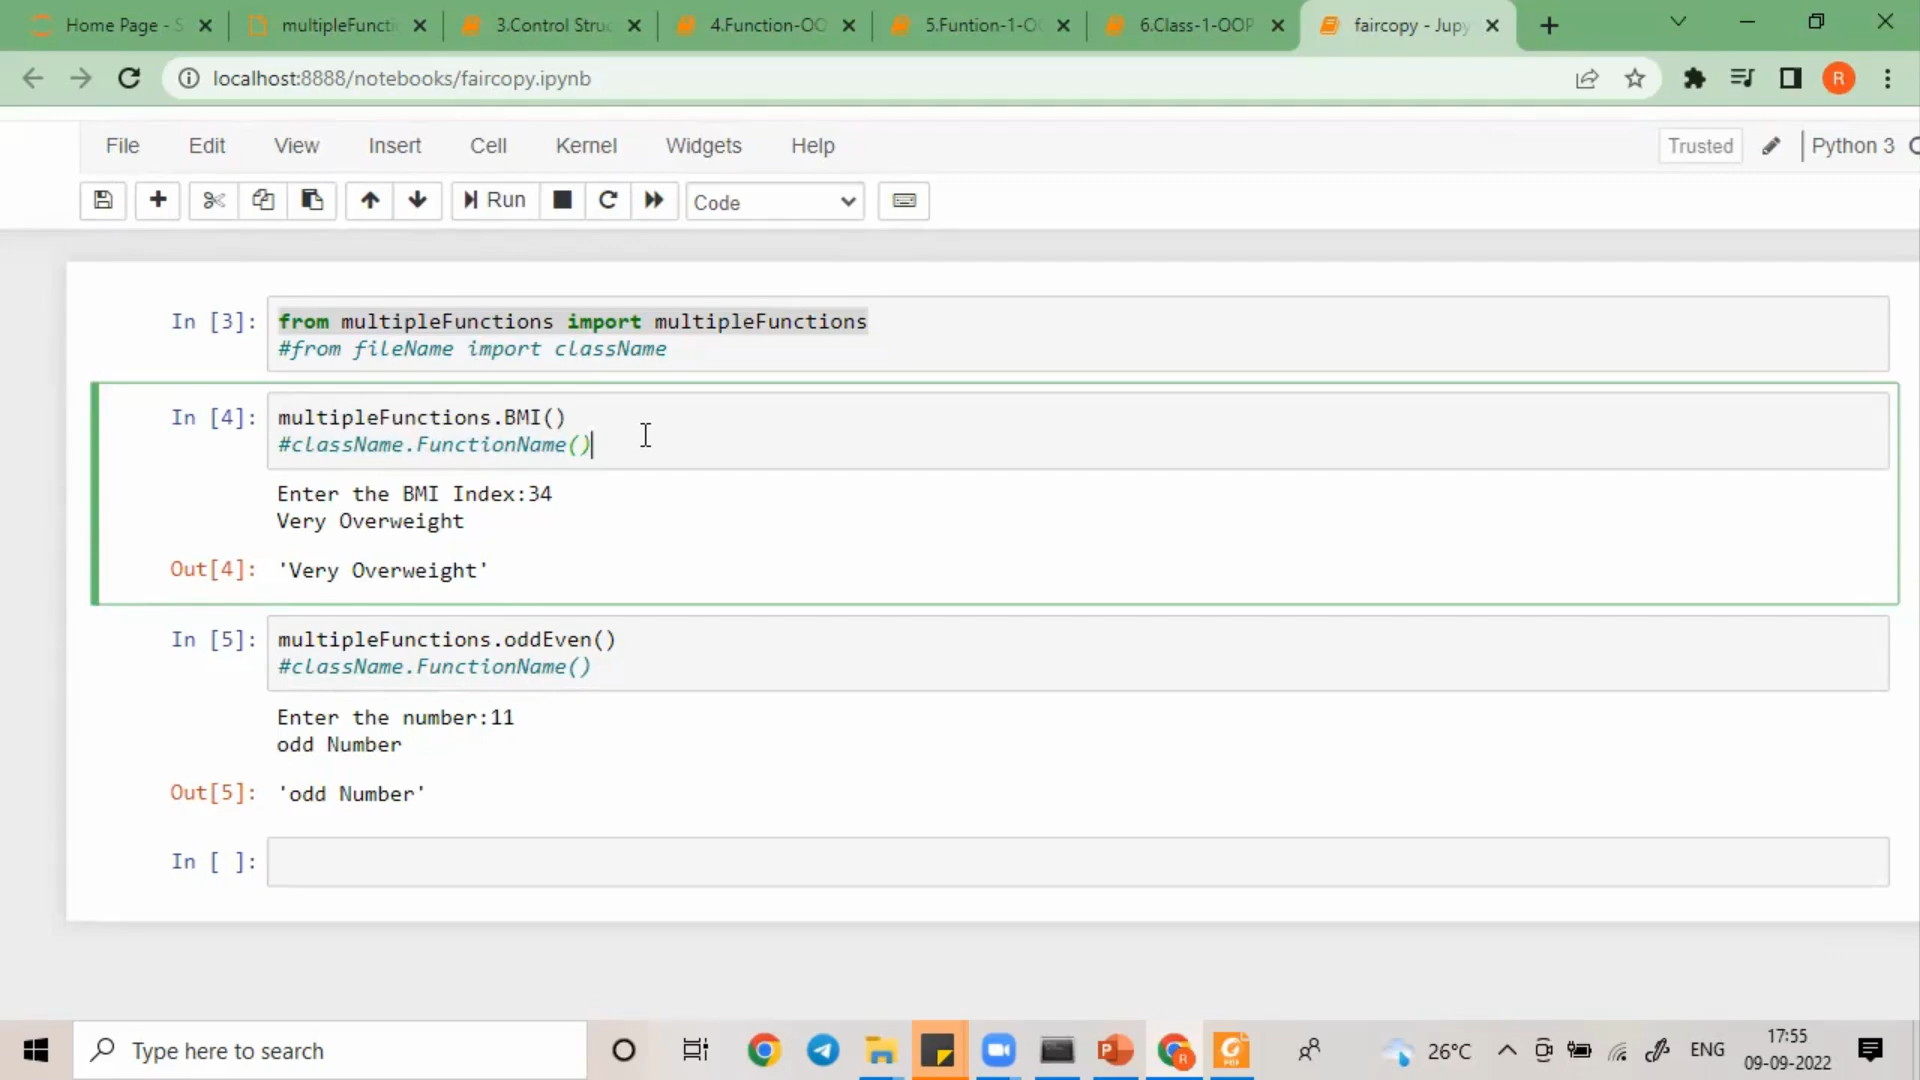 Home Page - S
multipleFuncti
3.Control Struc
4.Function-OO
5.Funtion-1-O
6.Class-1-OOP
faircopy - Jupy
localhost:8888/notebooks/faircopy.ipynb
R
File Edit View Insert Cell Kernel Widgets Help
Trusted
Python 3
Run
Code
In [3]: from multipleFunctions import multipleFunctions
#from fileName import className
In [4]: multipleFunctions.BMI()
#className.FunctionName()
Enter the BMI Index:34
Very Overweight
Out[4]: 'Very Overweight'
In [5]: multipleFunctions.oddEven()
#className.FunctionName()
Enter the number:11
odd Number
Out[5]: 'odd Number'
In [ ]:
Type here to search
26°C
ENG
17:55
09-09-2022